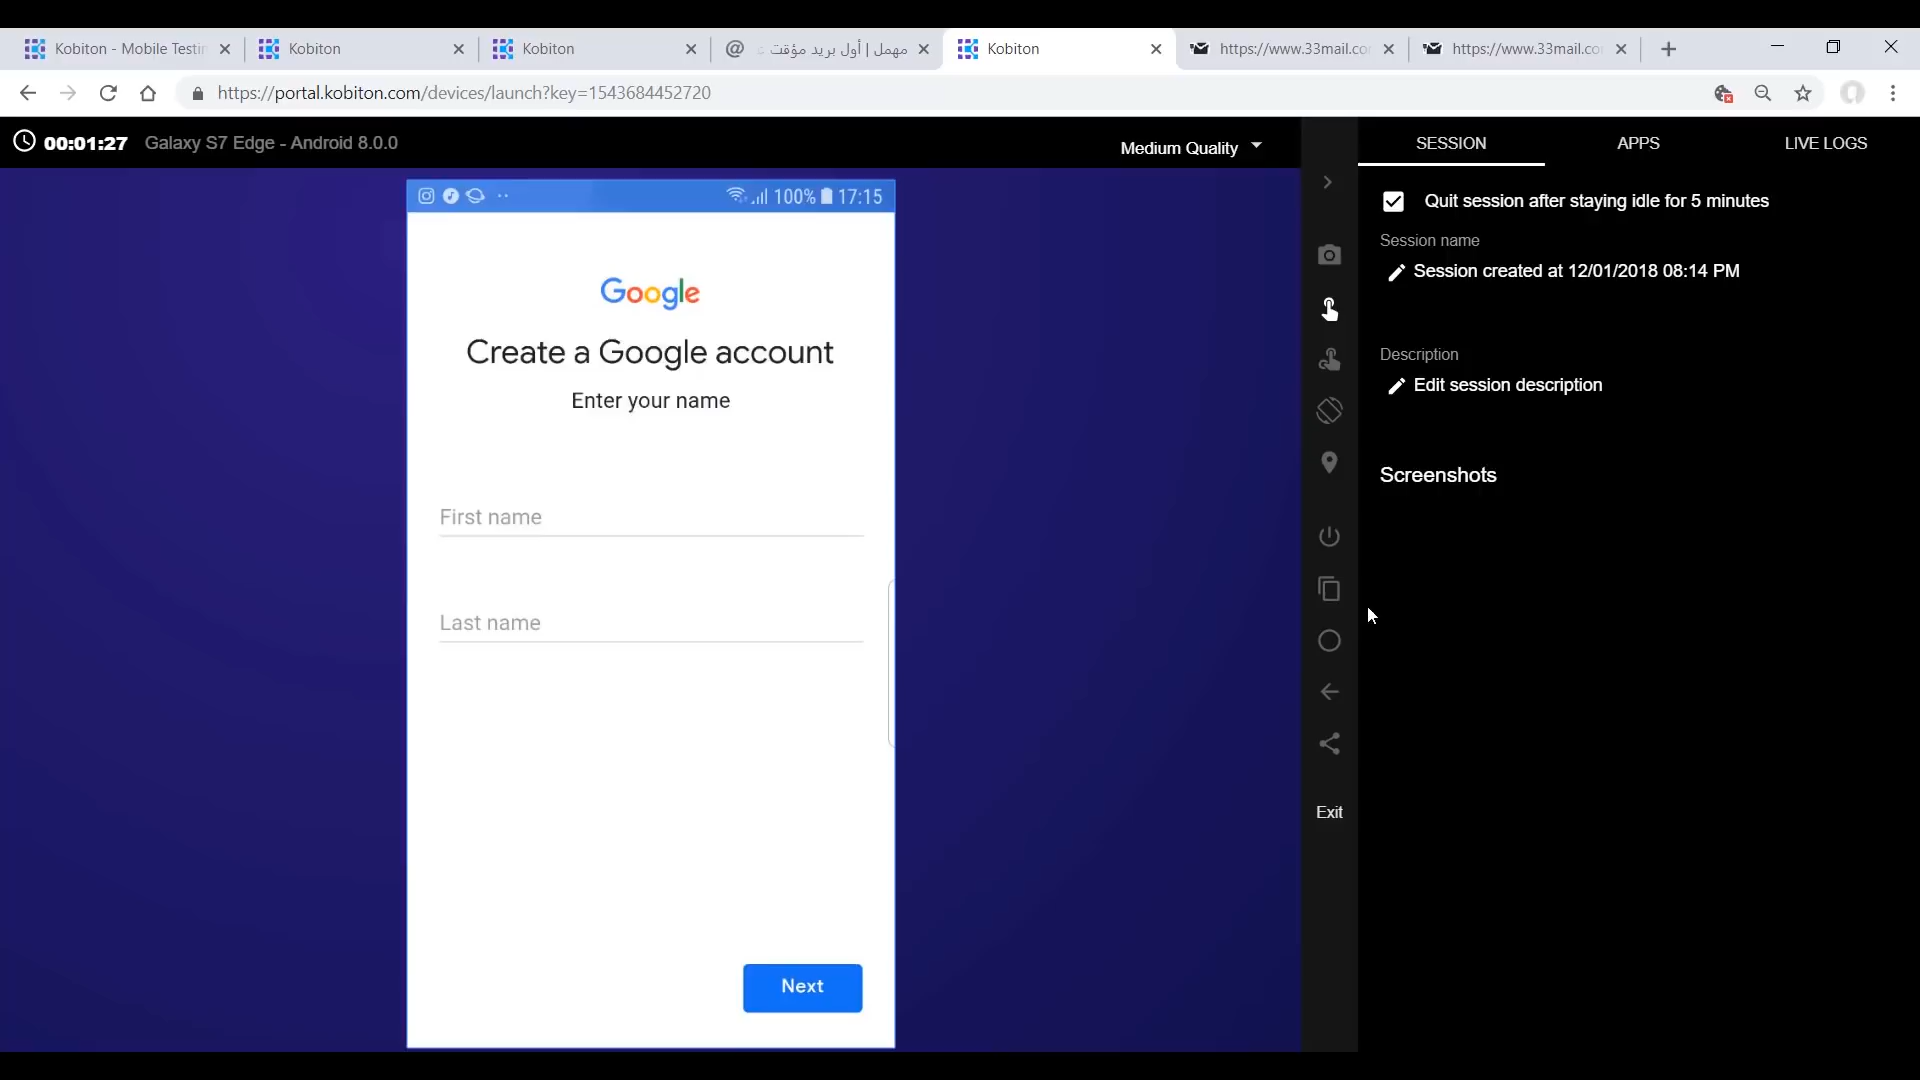 Kobiton - Mobile Testin
Kobiton
Kobiton
مهمل | أول بريد مؤقت
Kobiton
https://www.33mail.co
https://www.33mail.co
https://portal.kobiton.com/devices/launch?key=1543684452720
00:01:27 Galaxy S7 Edge - Android 8.0.0
Medium Quality
SESSION
APPS
LIVE LOGS
100% 17:15
Google
Create a Google account
Enter your name
First name
Last name
Next
Exit
Quit session after staying idle for 5 minutes
Session name
Session created at 12/01/2018 08:14 PM
Description
Edit session description
Screenshots